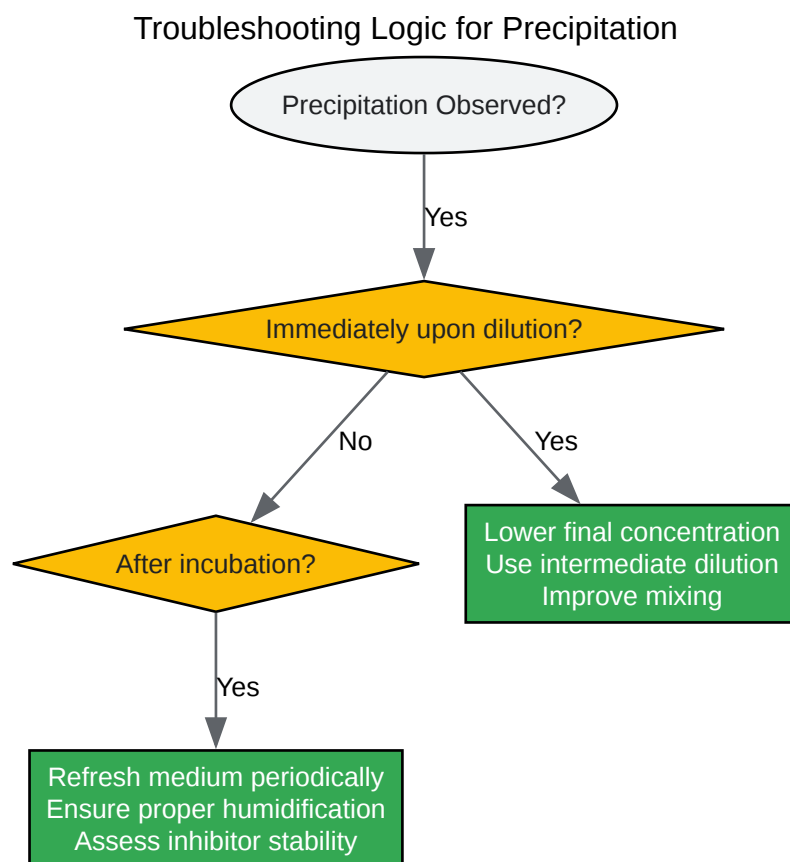 Troubleshooting Logic for Precipitation
Precipitation Observed?
Yes
Immediately upon dilution?
No
Yes
Lower final concentration
Use intermediate dilution
Improve mixing
After incubation?
Yes
Refresh medium periodically
Ensure proper humidification
Assess inhibitor stability